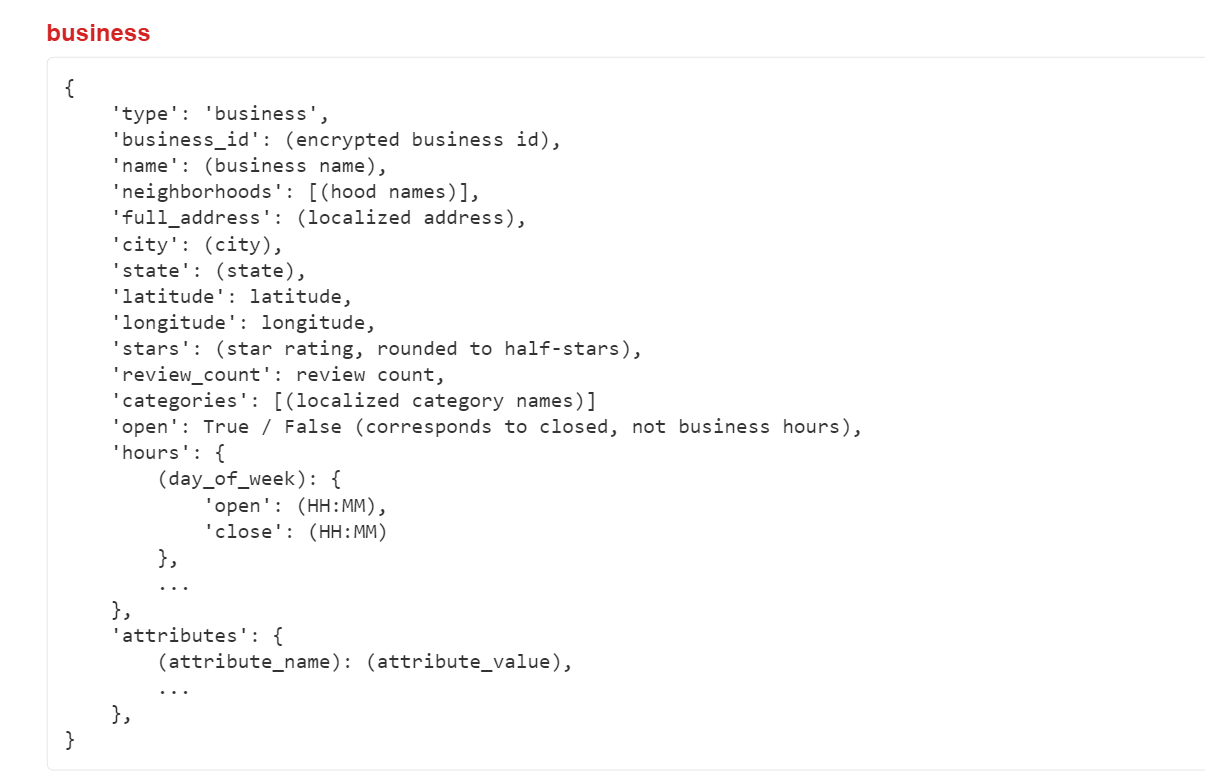 business
{
    'type': 'business',
    'business_id': (encrypted business id),
    'name': (business name),
    'neighborhoods': [(hood names)],
    'full_address': (localized address),
    'city': (city),
    'state': (state),
    'latitude': latitude,
    'longitude': longitude,
    'stars': (star rating, rounded to half-stars),
    'review_count': review count,
    'categories': [(localized category names)]
    'open': True / False (corresponds to closed, not business hours),
    'hours': {
        (day_of_week): {
            'open': (HH:MM),
            'close': (HH:MM)
        },
        ...
    },
    'attributes': {
        (attribute_name): (attribute_value),
        ...
    },
}